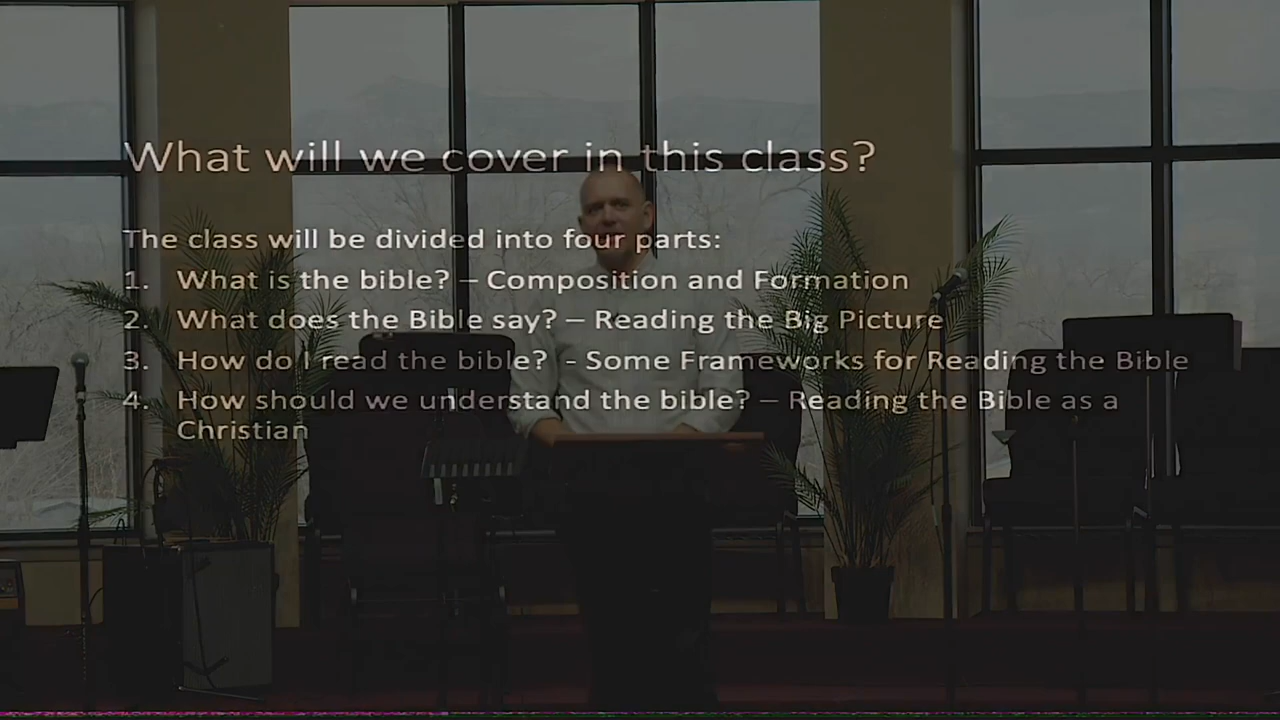 What will we cover in this class?
The class will be divided into four parts:
1. What is the bible? – Composition and Formation
2. What does the Bible say? – Reading the Big Picture
3. How do I read the bible?  - Some Frameworks for Reading the Bible
4. How should we understand the bible? – Reading the Bible as a
Christian